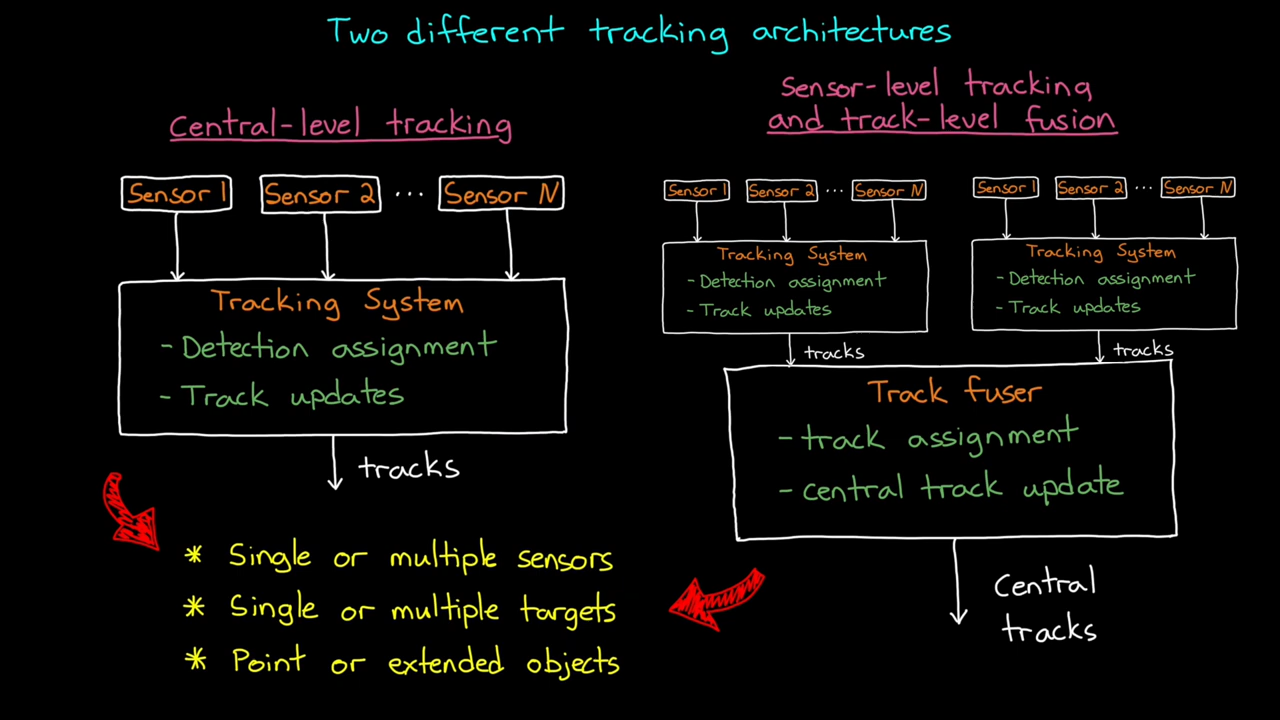 Two different tracking architectures
Central-level tracking
Sensor 1 Sensor 2 ... Sensor N
Tracking System
- Detection assignment
- Track updates
tracks
* Single or multiple sensors
* Single or multiple targets
* Point or extended objects
Sensor-level tracking
and track-level fusion
Sensor 1 Sensor 2 ... Sensor N
Tracking System
- Detection assignment
- Track updates
tracks
Sensor 1 Sensor 2 ... Sensor N
Tracking System
- Detection assignment
- Track updates
tracks
Track fuser
- track assignment
- central track update
Central
tracks